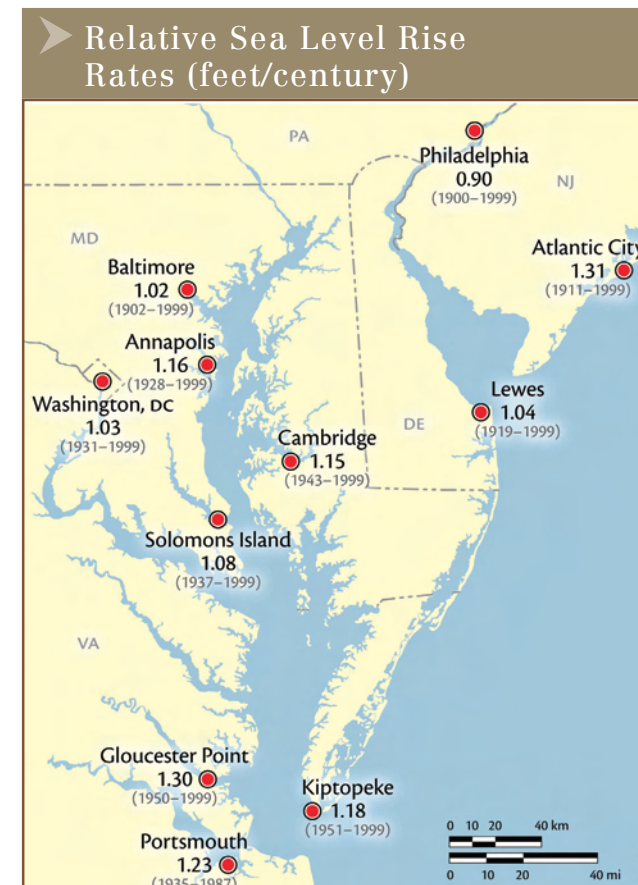 Relative Sea Level Rise
Rates (feet/century)
PA
Philadelphia
0.90
(1900–1999)
NJ
MD
Atlantic City
1.31
(1911–1999)
Baltimore
1.02
(1902–1999)
Annapolis
1.16
(1928–1999)
Washington, DC
1.03
(1931–1999)
Lewes
1.04
(1919–1999)
DE
Cambridge
1.15
(1943–1999)
Solomons Island
1.08
(1937–1999)
VA
Gloucester Point
1.30
(1950–1999)
Kiptopeke
1.18
(1951–1999)
Portsmouth
1.23
(1935–1987)
0 10 20 40 km
0 10 20 40 mi